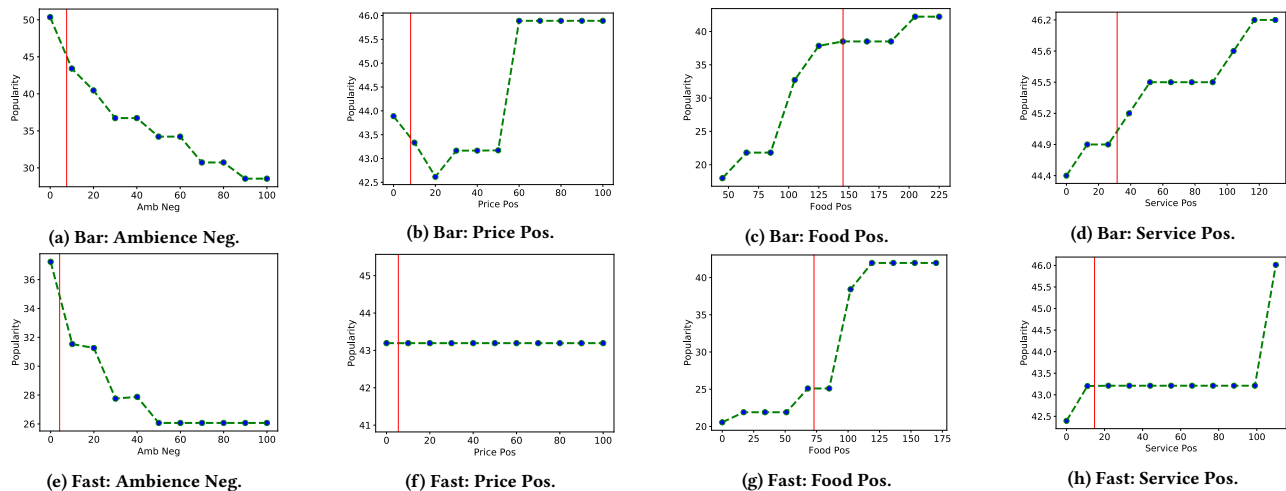 50
45
40
35
30
Popularity
0 20 40 60 80 100
Amb Neg
(a) Bar: Ambience Neg.
46.0
45.5
45.0
44.5
44.0
43.5
43.0
42.5
Popularity
0 20 40 60 80 100
Price Pos
(b) Bar: Price Pos.
40
35
30
25
20
Popularity
50 75 100 125 150 175 200 225
Food Pos
(c) Bar: Food Pos.
46.2
45.6
45.5
45.2
44.9
44,4
Popularity
0 20 40 60 80 100 120
Service Pos
(d) Bar: Service Pos.
36
34
32
30
28
26
Popularity
0 20 40 60 80 100
Amb Neg
(e) Fast: Ambience Neg.
45
44
43
42
41
Popularity
0 20 40 60 80 100
Price Pos
(f) Fast: Price Pos.
40
35
30
25
20
Popularity
0 25 50 75 100 125 150 175
Food Pos
(g) Fast: Food Pos.
46.0
45.5
45.0
44.5
44.0
43.5
43.0
42.5
Popularity
0 20 40 60 80 100
Service Pos
(h) Fast: Service Pos.